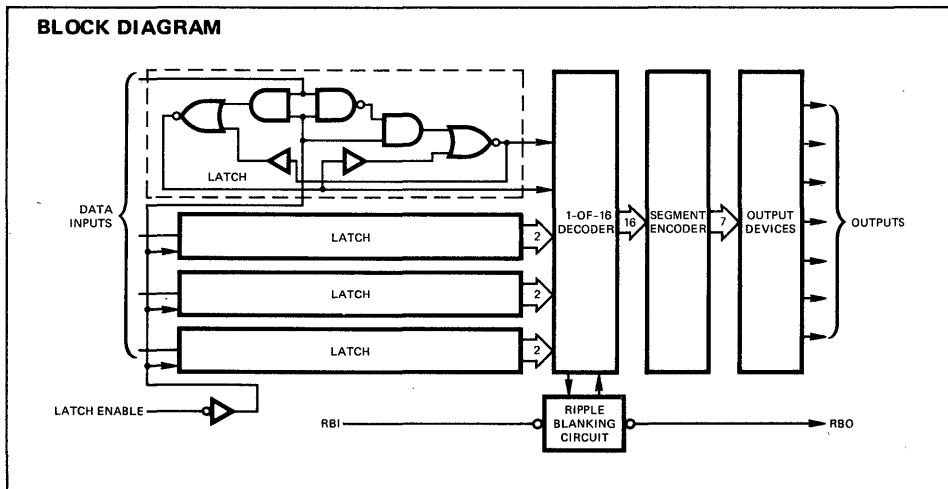 BLOCK DIAGRAM
LATCH
DATA
INPUTS
LATCH
2
LATCH
2
LATCH
2
1-OF-16
DECODER
16
SEGMENT
ENCODER
7
OUTPUT
DEVICES
OUTPUTS
LATCH ENABLE
RBI
RIPPLE
BLANKING
CIRCUIT
RBO